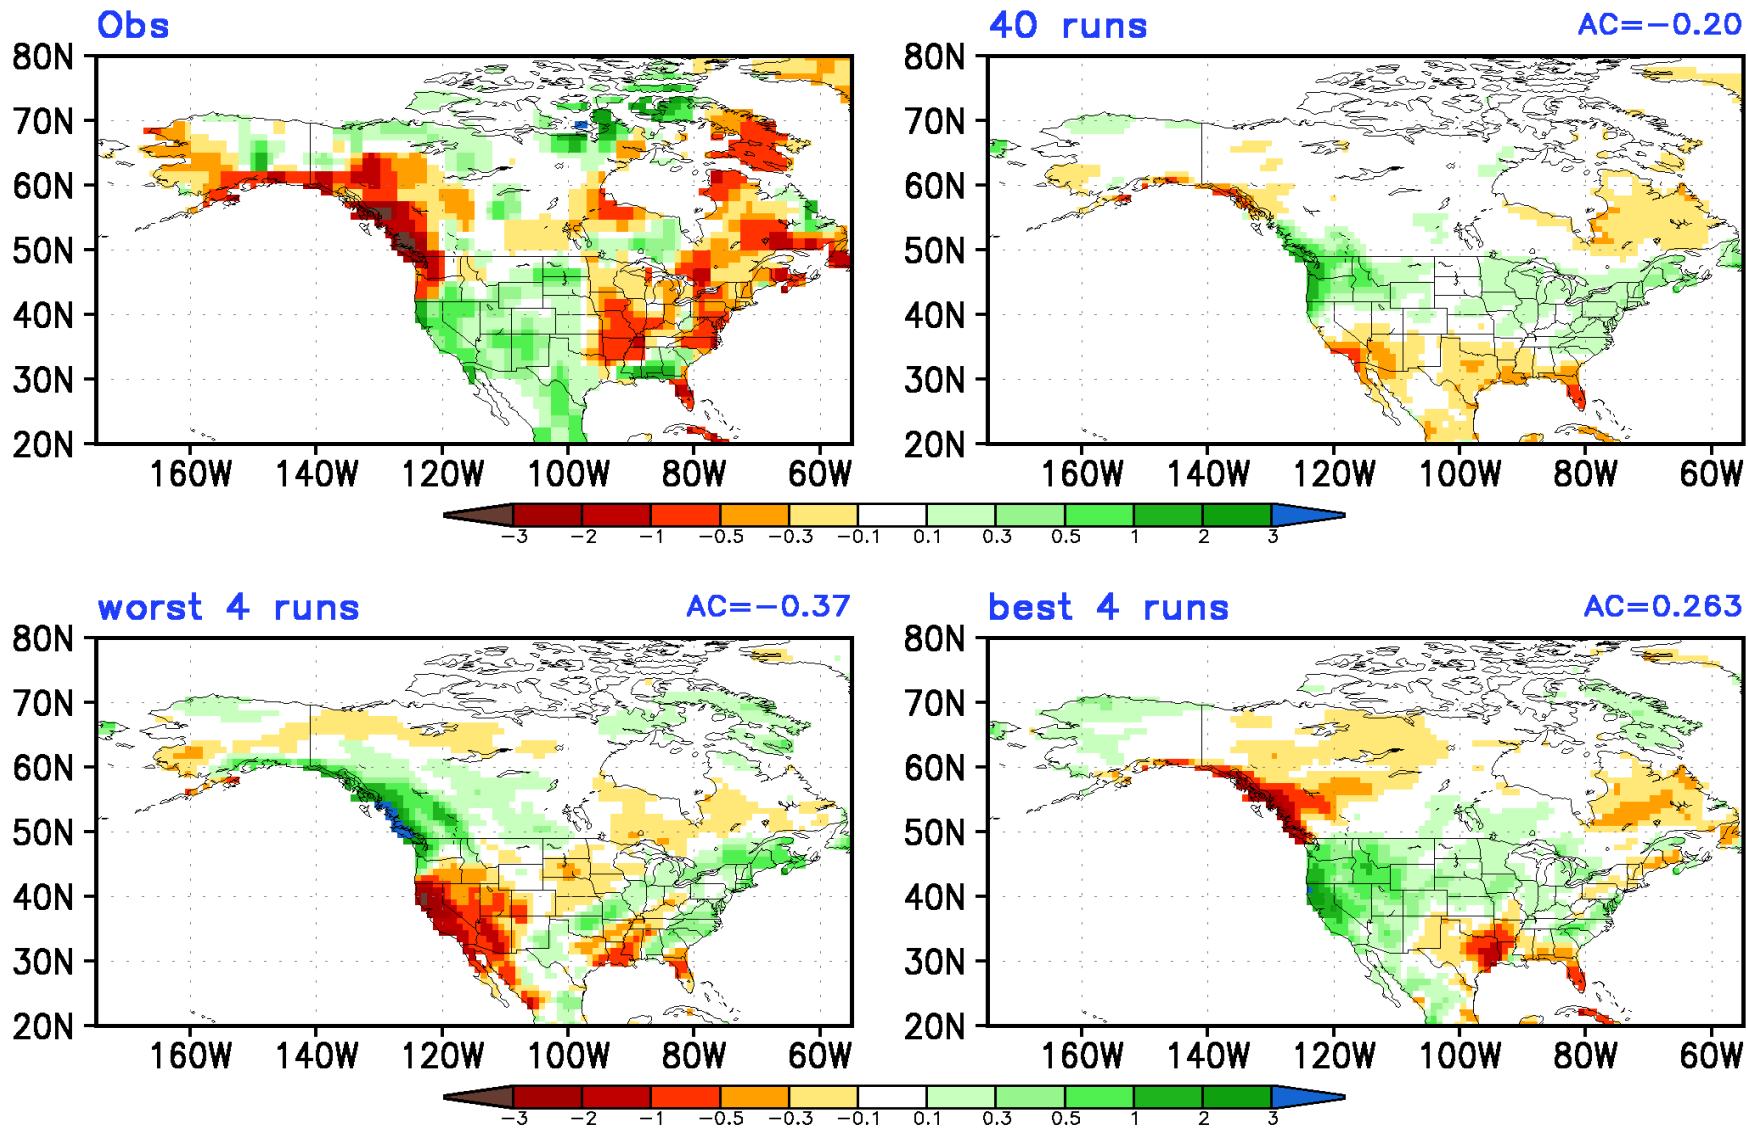 Obs
40 runs AC=−0.20
80N 80N
70N 70N
60N 60N
50N 50N
40N 40N
30N 30N
20N 20N
160W 140W 120W 100W 80W 60W 160W 140W 120W 100W 80W 60W
−3 −2 −1 −0.5 −0.3 −0.1 0.1 0.3 0.5 1 2 3
worst 4 runs AC=−0.37
best 4 runs AC=0.263
80N 80N
70N 70N
60N 60N
50N 50N
40N 40N
30N 30N
20N 20N
160W 140W 120W 100W 80W 60W 160W 140W 120W 100W 80W 60W
−3 −2 −1 −0.5 −0.3 −0.1 0.1 0.3 0.5 1 2 3